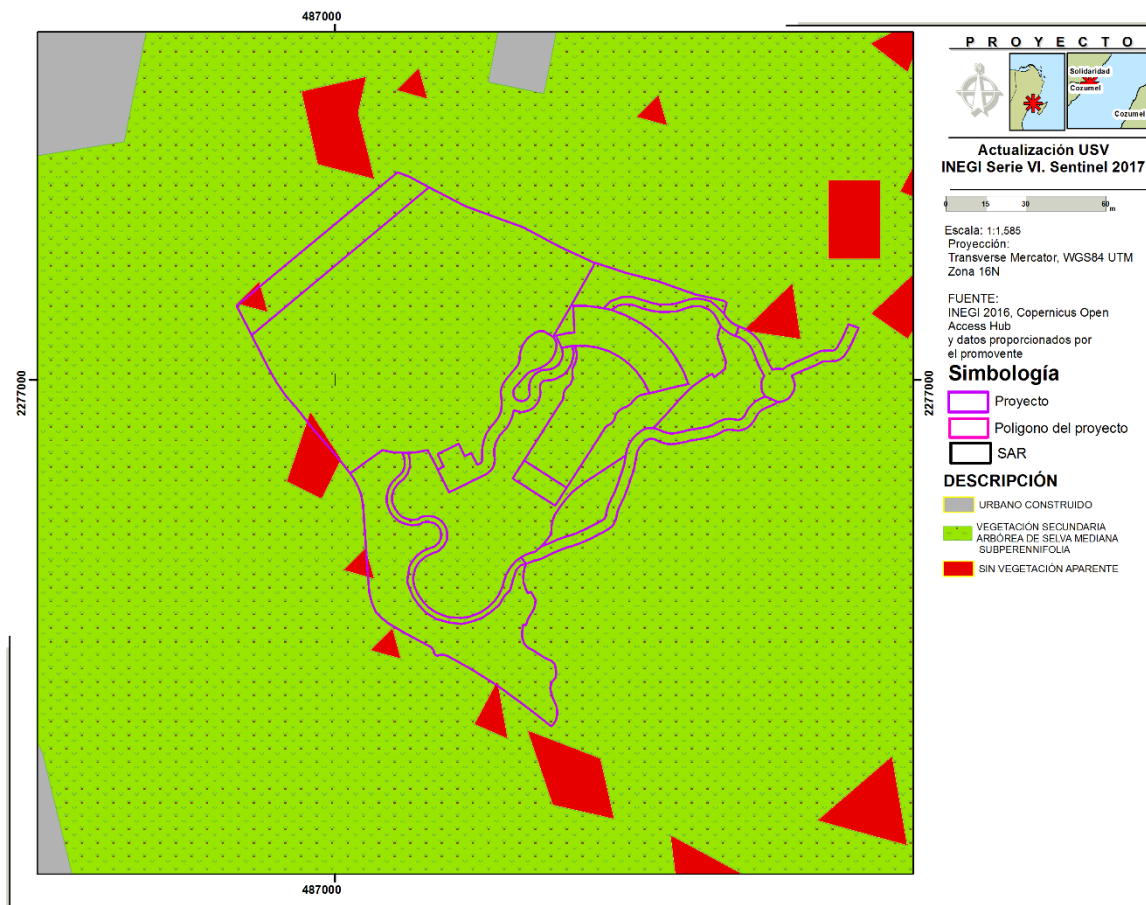 487000
2277000
2277000
487000
P R O Y E C T O
Solidaridad
Cozumel
Cozumel
Actualización USV
INEGI Serie VI. Sentinel 2017
0 15 30 60
m
Escala: 1:1,585
Proyección:
Transverse Mercator, WGS84 UTM
Zona 16N
FUENTE:
INEGI 2016, Copernicus Open
Access Hub
y datos proporcionados por
el promovente
Simbología
Proyecto
Poligono del proyecto
SAR
DESCRIPCIÓN
URBANO CONSTRUIDO
VEGETACIÓN SECUNDARIA
ARBÓREA DE SELVA MEDIANA
SUBPERENNIFOLIA
SIN VEGETACIÓN APARENTE